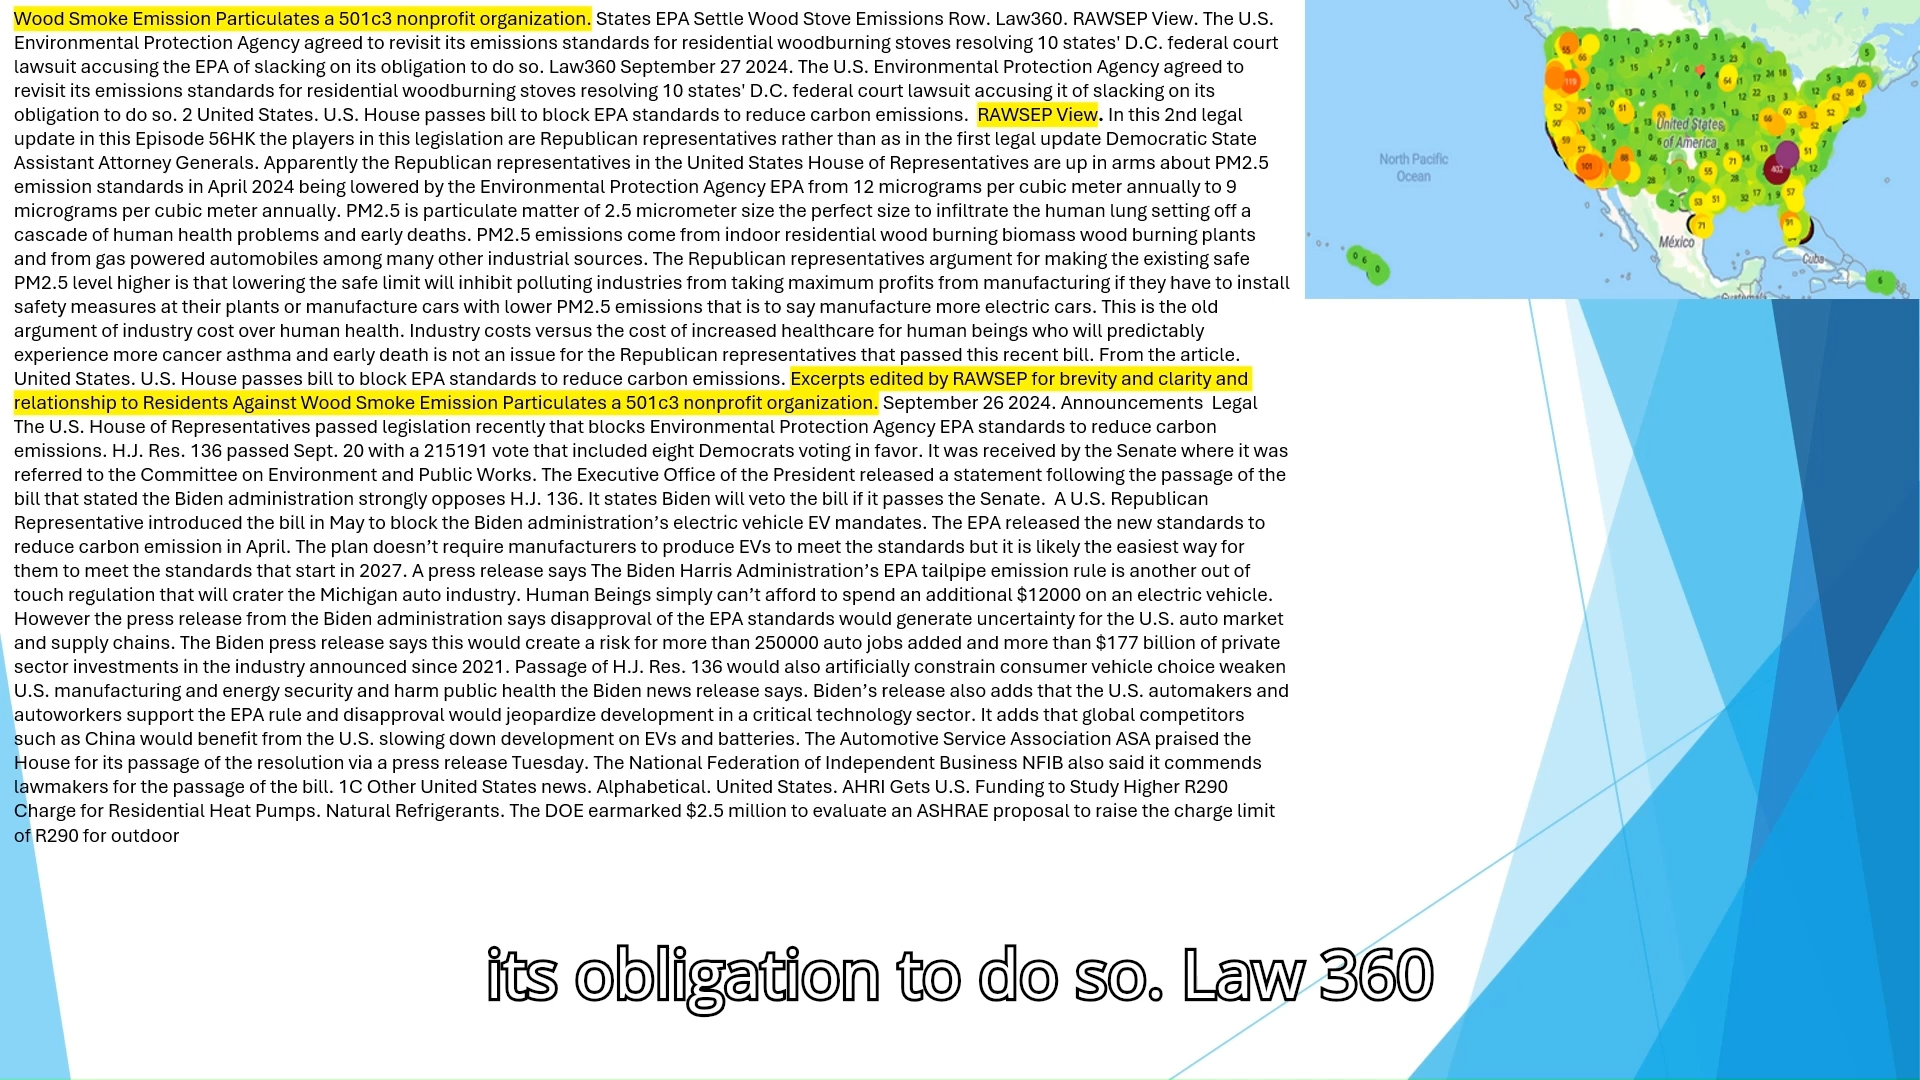 Wood Smoke Emission Particulates a 501c3 nonprofit organization. States EPA Settle Wood Stove Emissions Row. Law360. RAWSEP View. The U.S.
Environmental Protection Agency agreed to revisit its emissions standards for residential woodburning stoves resolving 10 states' D.C. federal court
lawsuit accusing the EPA of slacking on its obligation to do so. Law360 September 27 2024. The U.S. Environmental Protection Agency agreed to
revisit its emissions standards for residential woodburning stoves resolving 10 states' D.C. federal court lawsuit accusing it of slacking on its
obligation to do so. 2 United States. U.S. House passes bill to block EPA standards to reduce carbon emissions.  RAWSEP View. In this 2nd legal
update in this Episode 56HK the players in this legislation are Republican representatives rather than as in the first legal update Democratic State
Assistant Attorney Generals. Apparently the Republican representatives in the United States House of Representatives are up in arms about PM2.5
emission standards in April 2024 being lowered by the Environmental Protection Agency EPA from 12 micrograms per cubic meter annually to 9
micrograms per cubic meter annually. PM2.5 is particulate matter of 2.5 micrometer size the perfect size to infiltrate the human lung setting off a
cascade of human health problems and early deaths. PM2.5 emissions come from indoor residential wood burning biomass wood burning plants
and from gas powered automobiles among many other industrial sources. The Republican representatives argument for making the existing safe
PM2.5 level higher is that lowering the safe limit will inhibit polluting industries from taking maximum profits from manufacturing if they have to install
safety measures at their plants or manufacture cars with lower PM2.5 emissions that is to say manufacture more electric cars. This is the old
argument of industry cost over human health. Industry costs versus the cost of increased healthcare for human beings who will predictably
experience more cancer asthma and early death is not an issue for the Republican representatives that passed this recent bill. From the article.
United States. U.S. House passes bill to block EPA standards to reduce carbon emissions. Excerpts edited by RAWSEP for brevity and clarity and
relationship to Residents Against Wood Smoke Emission Particulates a 501c3 nonprofit organization. September 26 2024. Announcements  Legal
The U.S. House of Representatives passed legislation recently that blocks Environmental Protection Agency EPA standards to reduce carbon
emissions. H.J. Res. 136 passed Sept. 20 with a 215191 vote that included eight Democrats voting in favor. It was received by the Senate where it was
referred to the Committee on Environment and Public Works. The Executive Office of the President released a statement following the passage of the
bill that stated the Biden administration strongly opposes H.J. 136. It states Biden will veto the bill if it passes the Senate.  A U.S. Republican
Representative introduced the bill in May to block the Biden administration’s electric vehicle EV mandates. The EPA released the new standards to
reduce carbon emission in April. The plan doesn’t require manufacturers to produce EVs to meet the standards but it is likely the easiest way for
them to meet the standards that start in 2027. A press release says The Biden Harris Administration’s EPA tailpipe emission rule is another out of
touch regulation that will crater the Michigan auto industry. Human Beings simply can’t afford to spend an additional $12000 on an electric vehicle.
However the press release from the Biden administration says disapproval of the EPA standards would generate uncertainty for the U.S. auto market
and supply chains. The Biden press release says this would create a risk for more than 250000 auto jobs added and more than $177 billion of private
sector investments in the industry announced since 2021. Passage of H.J. Res. 136 would also artificially constrain consumer vehicle choice weaken
U.S. manufacturing and energy security and harm public health the Biden news release says. Biden’s release also adds that the U.S. automakers and
autoworkers support the EPA rule and disapproval would jeopardize development in a critical technology sector. It adds that global competitors
such as China would benefit from the U.S. slowing down development on EVs and batteries. The Automotive Service Association ASA praised the
House for its passage of the resolution via a press release Tuesday. The National Federation of Independent Business NFIB also said it commends
lawmakers for the passage of the bill. 1C Other United States news. Alphabetical. United States. AHRI Gets U.S. Funding to Study Higher R290
Charge for Residential Heat Pumps. Natural Refrigerants. The DOE earmarked $2.5 million to evaluate an ASHRAE proposal to raise the charge limit
of R290 for outdoor
North Pacific
Ocean
United States
of America
México
Cuba
its obligation to do so. Law 360